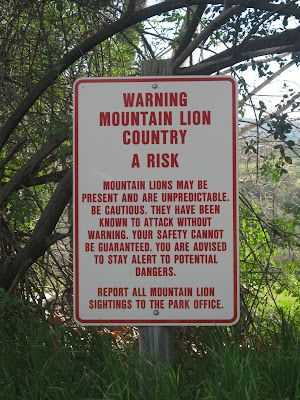 WARNING
MOUNTAIN LION
COUNTRY
A RISK
MOUNTAIN LIONS MAY BE
PRESENT AND ARE UNPREDICTABLE.
BE CAUTIOUS. THEY HAVE BEEN
KNOWN TO ATTACK WITHOUT
WARNING. YOUR SAFETY CANNOT
BE GUARANTEED. YOU ARE ADVISED
TO STAY ALERT TO POTENTIAL
DANGERS.
REPORT ALL MOUNTAIN LION
SIGHTINGS TO THE PARK OFFICE.